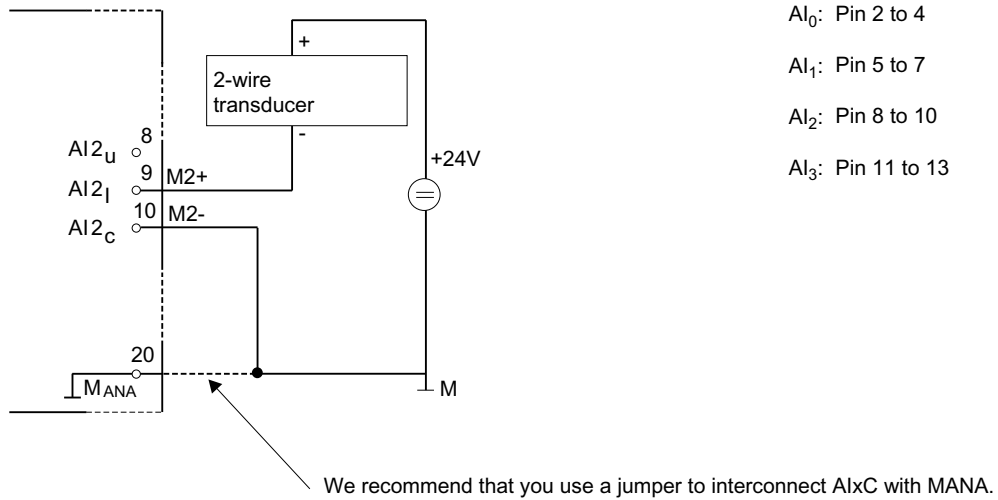 AI0: Pin 2 to 4
+
2-wire
transducer
AI1: Pin 5 to 7
AI2: Pin 8 to 10
-
8
AI2u
+24V
AI3: Pin 11 to 13
9
M2+
AI2I
10
M2-
AI2C
20
MANA
M
We recommend that you use a jumper to interconnect AIxC with MANA.